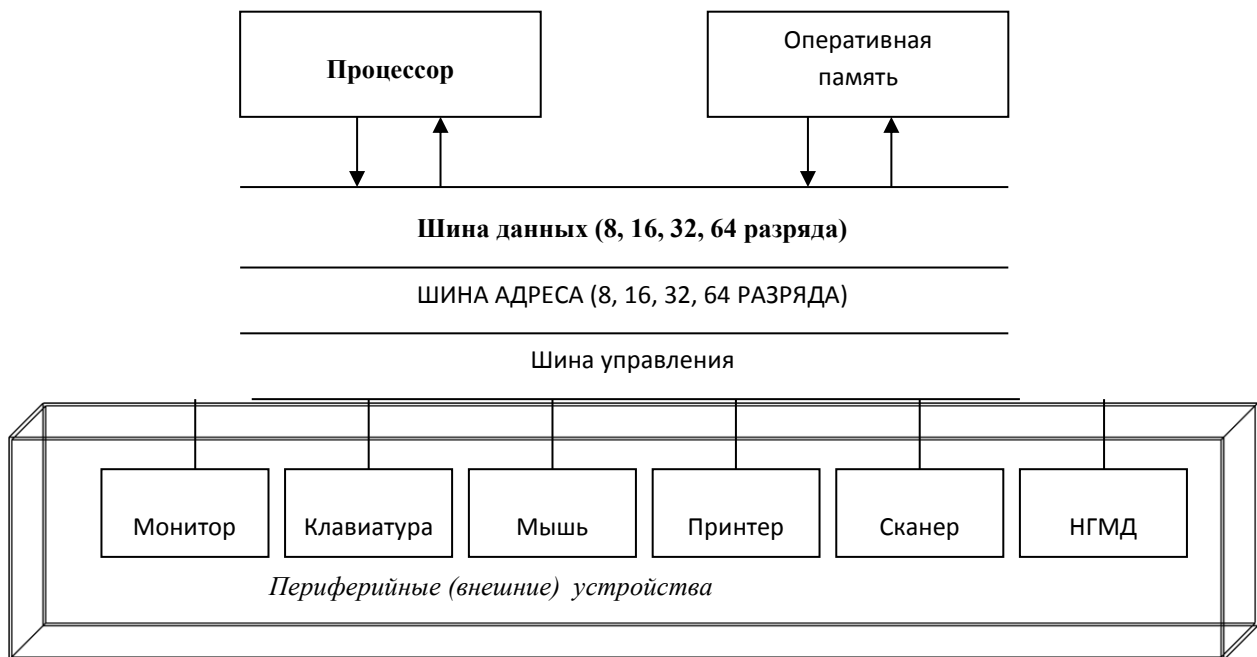 Процессор
Оперативная
память
Шина данных (8, 16, 32, 64 разряда)
ШИНА АДРЕСА (8, 16, 32, 64 РАЗРЯДА)
Шина управления
Монитор
Клавиатура
Мышь
Принтер
Сканер
НГМД
Периферийные (внешние) устройства